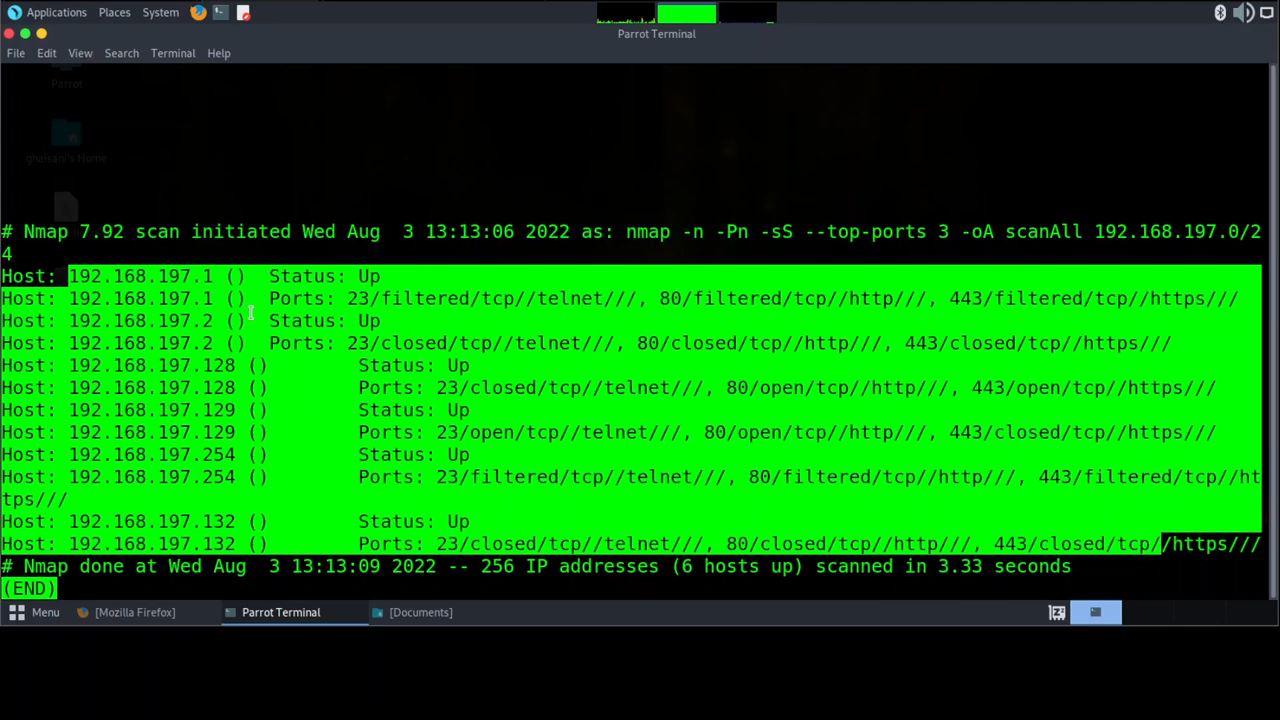 Applications Places System
Parrot Terminal
File Edit View Search Terminal Help
Parrot
ghaisani's Home
# Nmap 7.92 scan initiated Wed Aug  3 13:13:06 2022 as: nmap -n -Pn -sS --top-ports 3 -oA scanAll 192.168.197.0/2
4
Host: 192.168.197.1 ()  Status: Up
Host: 192.168.197.1 ()  Ports: 23/filtered/tcp//telnet///, 80/filtered/tcp//http///, 443/filtered/tcp//https///
Host: 192.168.197.2 ()  Status: Up
Host: 192.168.197.2 ()  Ports: 23/closed/tcp//telnet///, 80/closed/tcp//http///, 443/closed/tcp//https///
Host: 192.168.197.128 ()        Status: Up
Host: 192.168.197.128 ()        Ports: 23/closed/tcp//telnet///, 80/open/tcp//http///, 443/open/tcp//https///
Host: 192.168.197.129 ()        Status: Up
Host: 192.168.197.129 ()        Ports: 23/open/tcp//telnet///, 80/open/tcp//http///, 443/closed/tcp//https///
Host: 192.168.197.254 ()        Status: Up
Host: 192.168.197.254 ()        Ports: 23/filtered/tcp//telnet///, 80/filtered/tcp//http///, 443/filtered/tcp//ht
tps///
Host: 192.168.197.132 ()        Status: Up
Host: 192.168.197.132 ()        Ports: 23/closed/tcp//telnet///, 80/closed/tcp//http///, 443/closed/tcp//https///
# Nmap done at Wed Aug  3 13:13:09 2022 -- 256 IP addresses (6 hosts up) scanned in 3.33 seconds
(END)
Menu [Mozilla Firefox] Parrot Terminal [Documents]